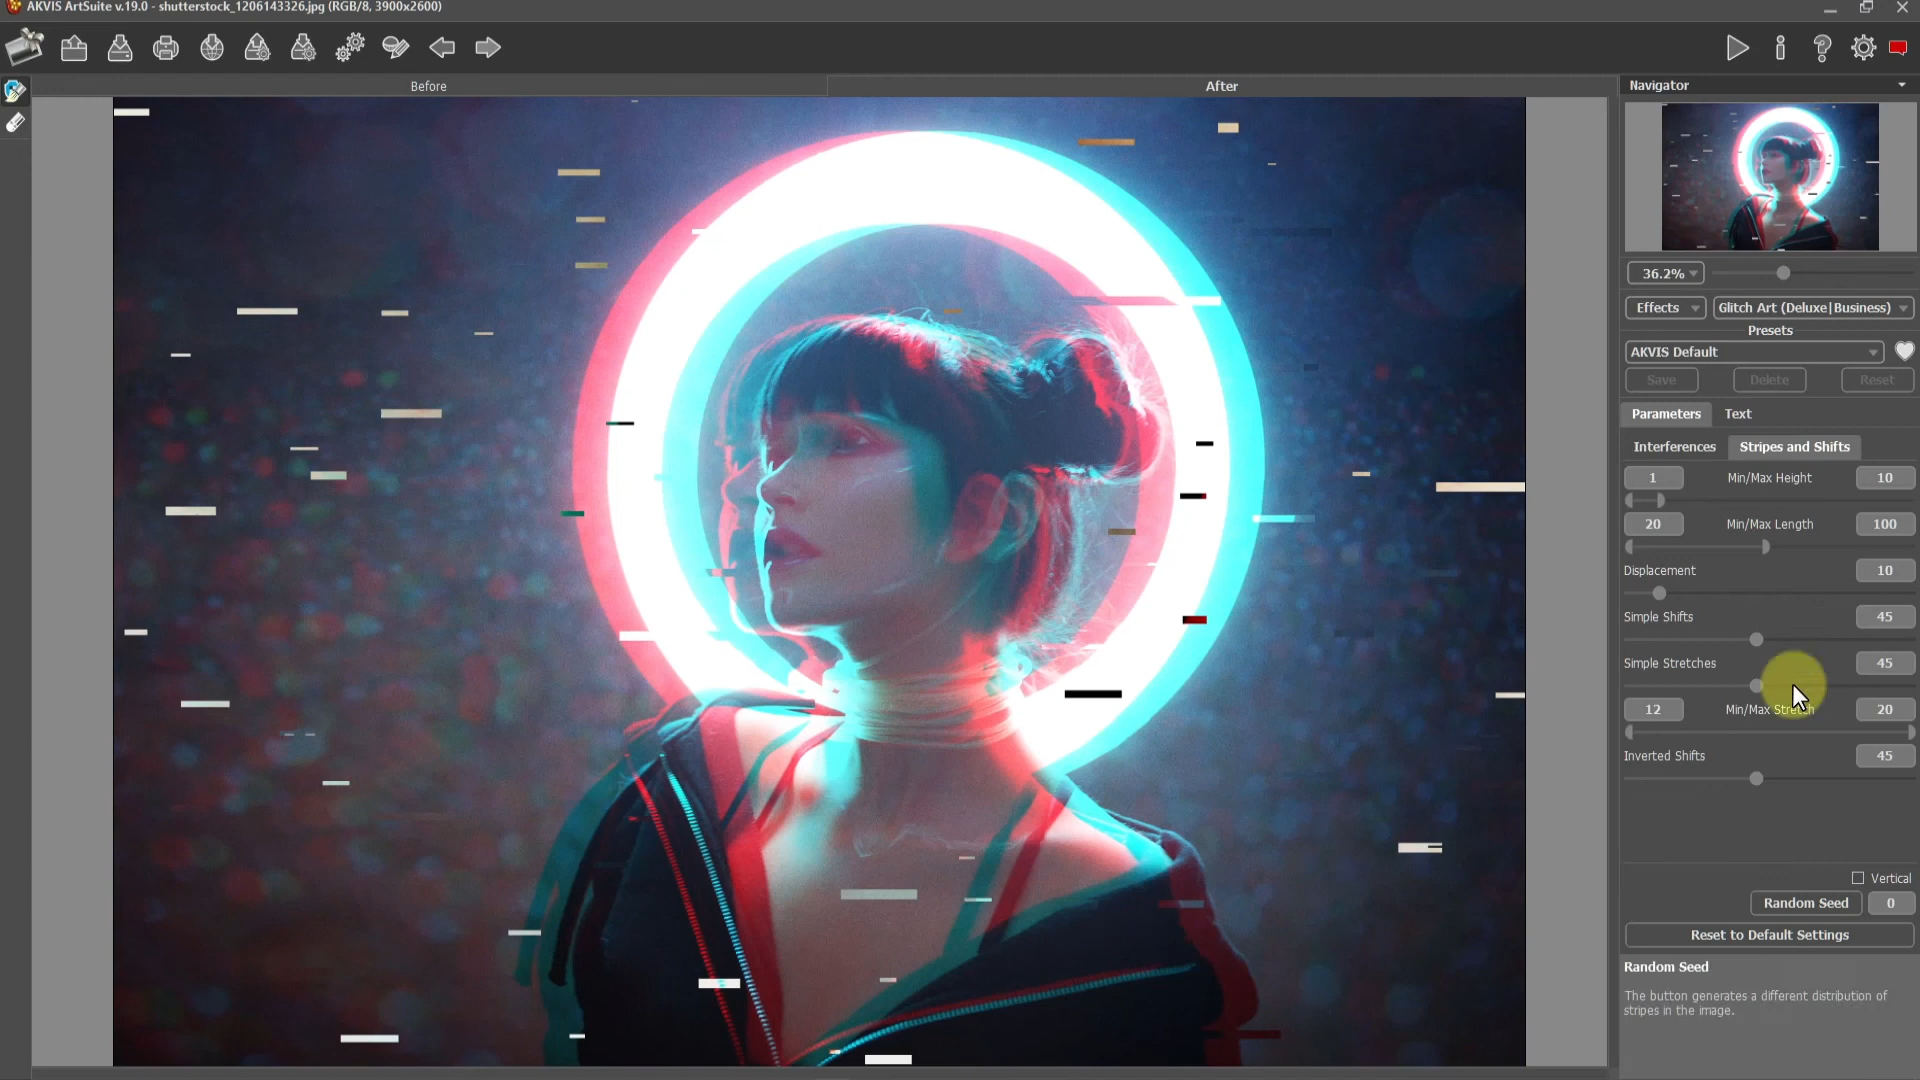 AKVIS ArtSuite v.19.0 - shutterstock_1206143326.jpg (RGB/8, 3900x2600)
Before
After
Navigator
36.2%
Effects
Glitch Art (Deluxe|Business)
Presets
AKVIS Default
Save
Delete
Reset
Parameters
Text
Interferences
Stripes and Shifts
1
Min/Max Height
10
20
Min/Max Length
100
Displacement
10
Simple Shifts
45
Simple Stretches
45
12
Min/Max Stretch
20
Inverted Shifts
45
Vertical
Random Seed
0
Reset to Default Settings
Random Seed
The button generates a different distribution of
stripes in the image.